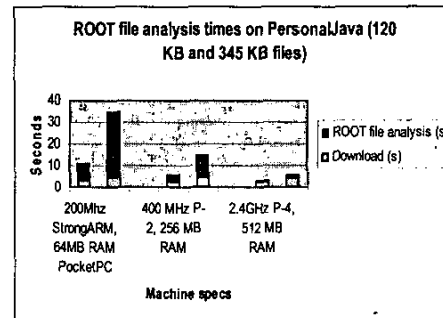 ROOT file analysis times on PersonalJava (120
KB and 345 KB files)
40
30
20
10
0
Seconds
ROOT file analysis (s
Download (s)
200Mhz
StrongARM,
64MB RAM
PocketPC
400 MHz P-
2, 256 MB
RAM
2.4GHz P-4,
512 MB
RAM
Machine specs